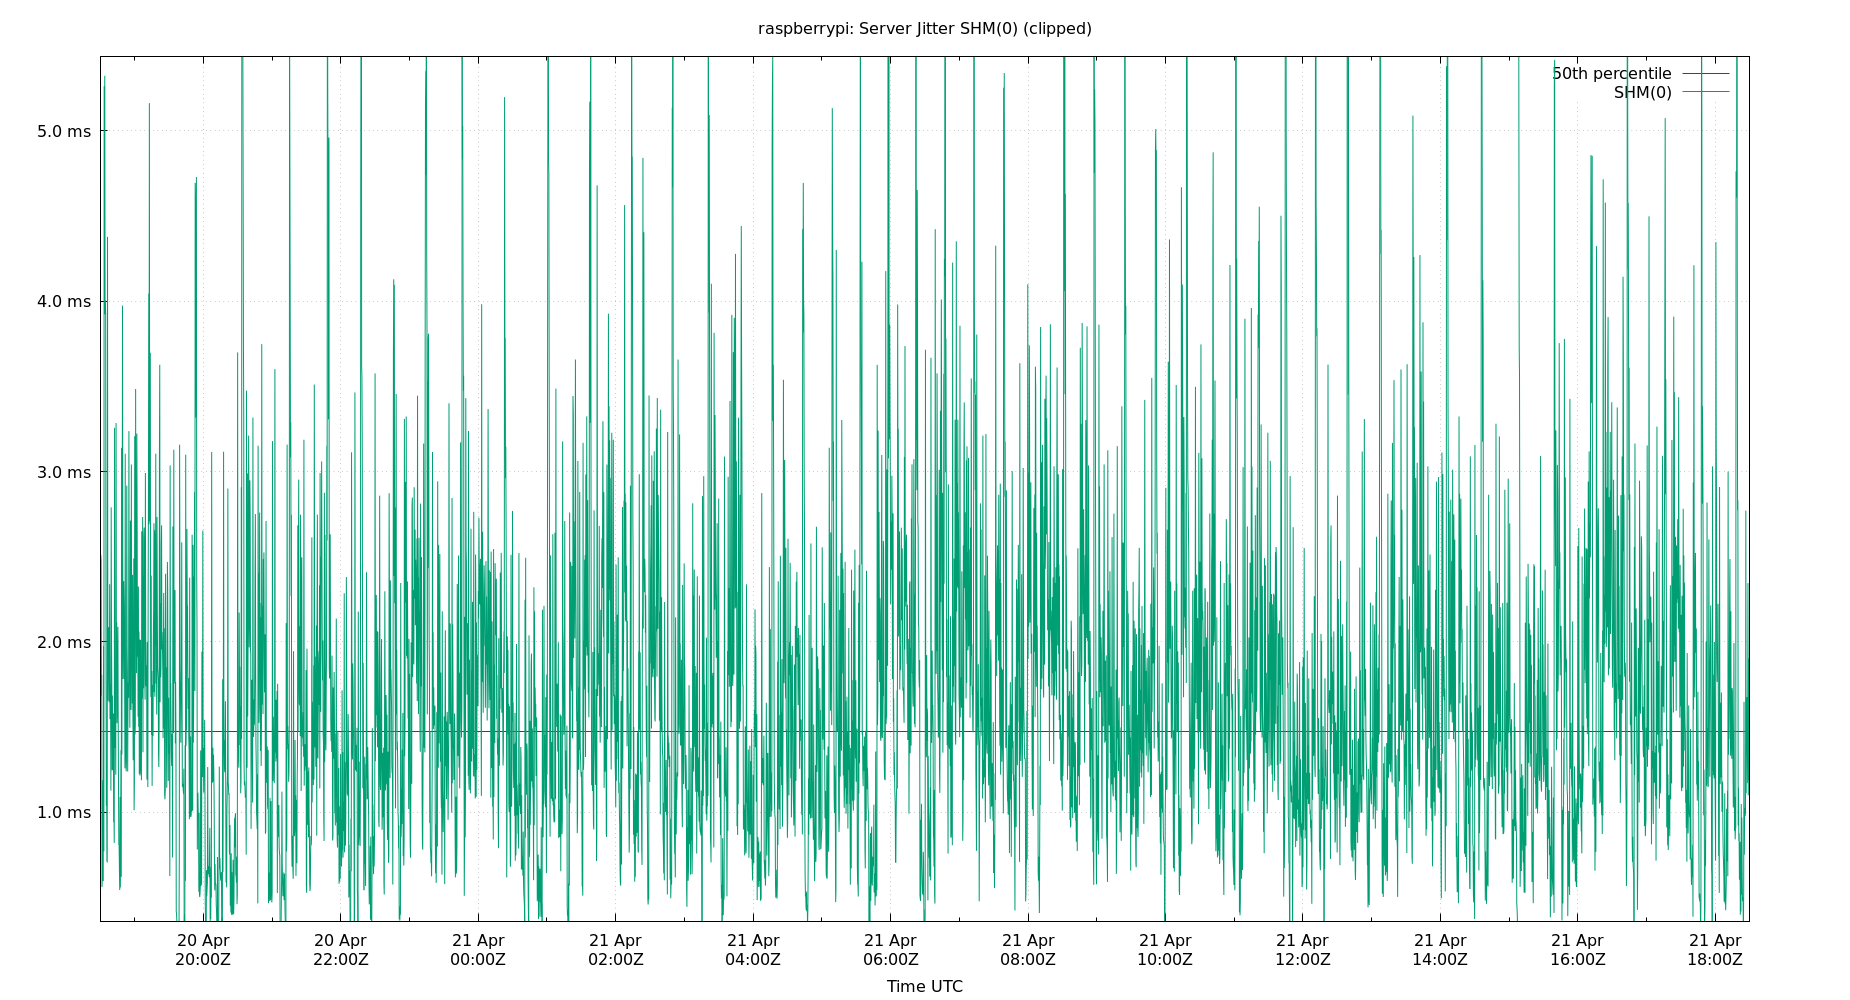 raspberrypi: Server Jitter SHM(0) (clipped)
50th percentile
SHM(0)
5.0 ms
4.0 ms
3.0 ms
2.0 ms
1.0 ms
20 Apr 20 Apr 21 Apr 21 Apr 21 Apr 21 Apr 21 Apr 21 Apr 21 Apr 21 Apr 21 Apr 21 Apr
20:00Z 22:00Z 00:00Z 02:00Z 04:00Z 06:00Z 08:00Z 10:00Z 12:00Z 14:00Z 16:00Z 18:00Z
Time UTC